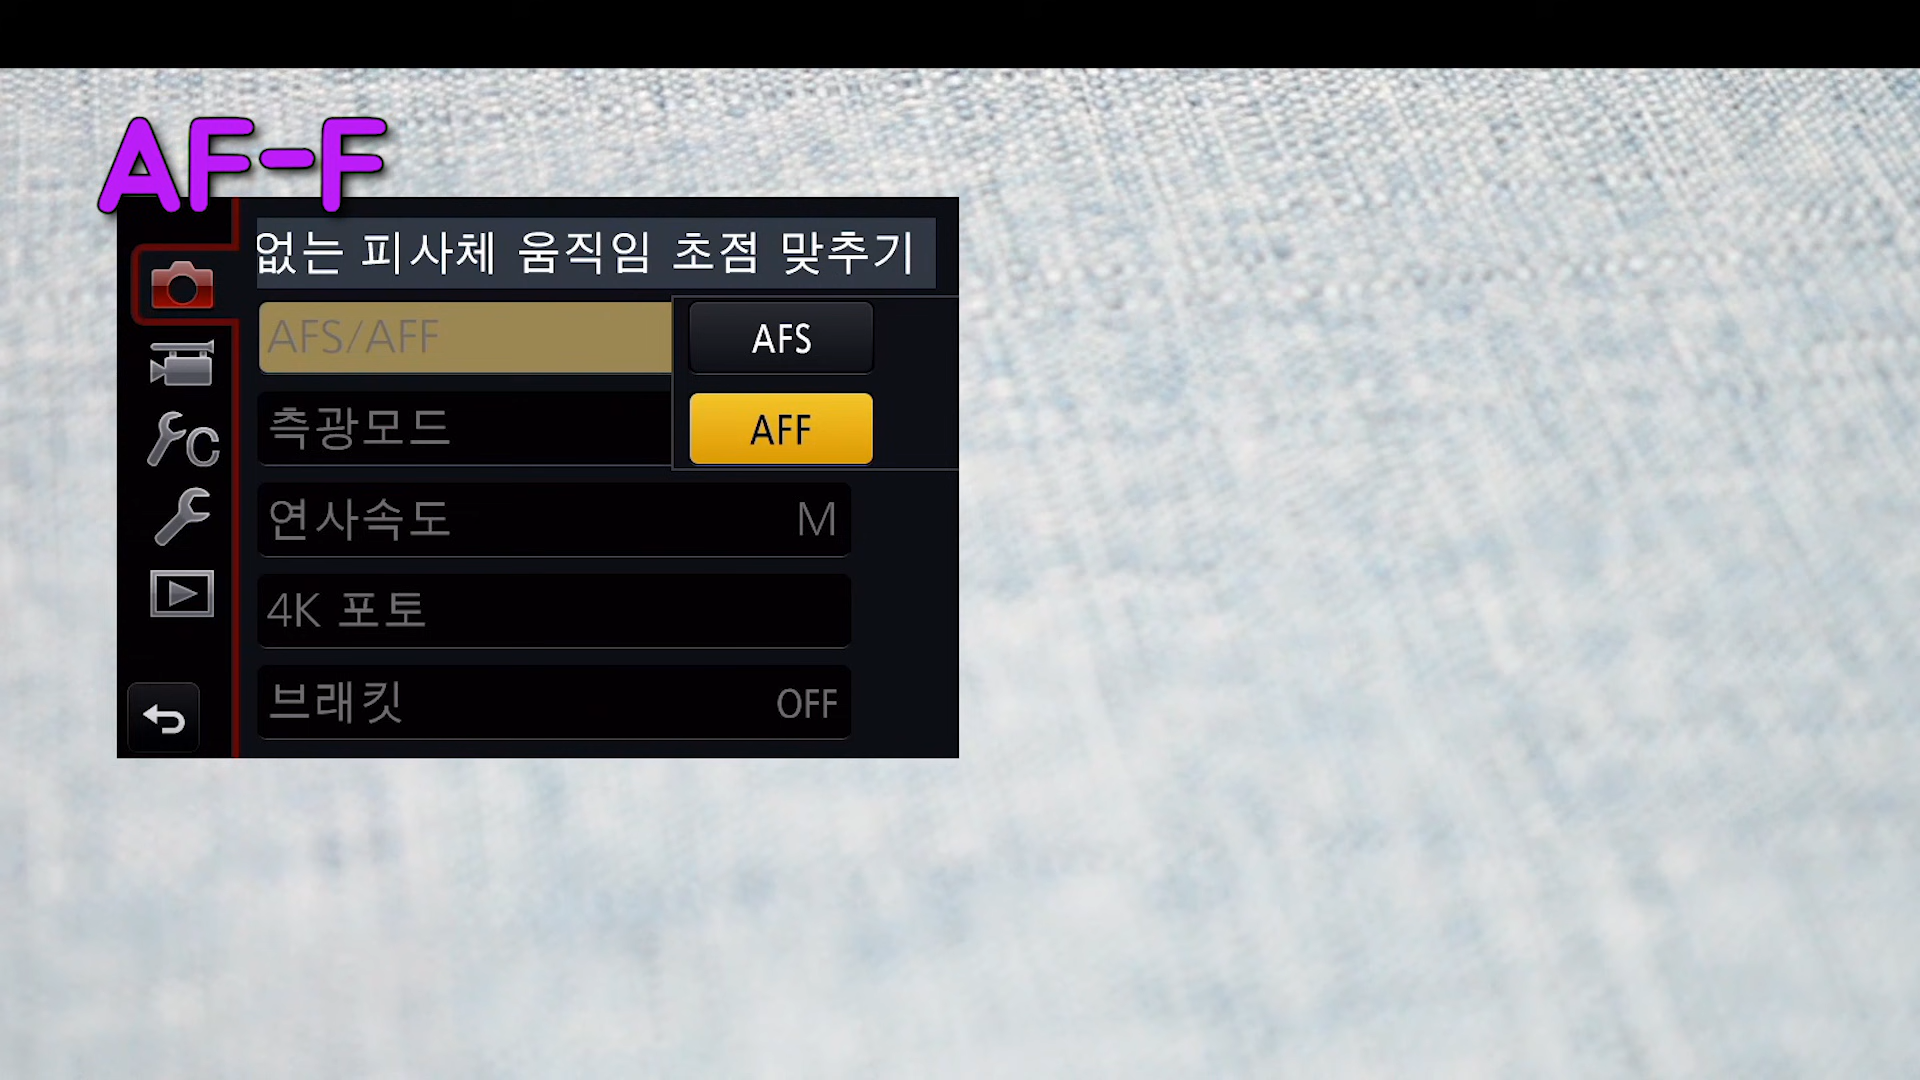 AF-F
없는 피사체 움직임 초점 맞추기
AFS/AFF
AFS
측광모드
AFF
연사속도 M
4K 포토
브래킷 OFF
C